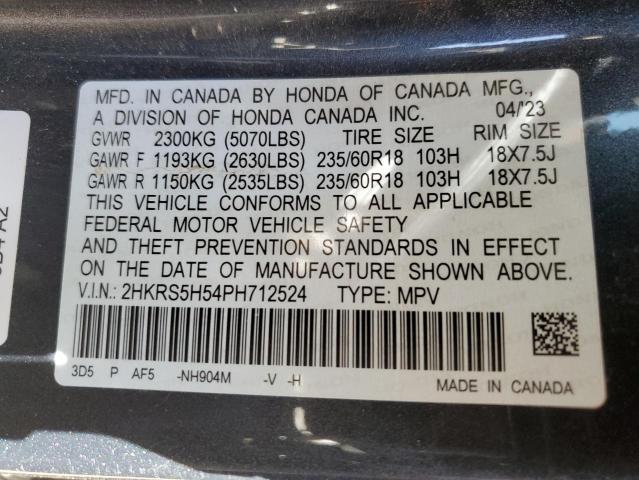 MFD. IN CANADA BY HONDA OF CANADA MFG.,
A DIVISION OF HONDA CANADA INC. 04/'23
GVWR 2300KG (5070LBS) TIRE SIZE RIM SIZE
GAWR F 1193KG (2630LBS) 235/60R18 103H 18X7.5J
GAWR R 1150KG (2535LBS) 235/60R18 103H 18X7.5J
THIS VEHICLE CONFORMS TO ALL APPLICABLE
FEDERAL MOTOR VEHICLE SAFETY
AND THEFT PREVENTION STANDARDS IN EFFECT
ON THE DATE OF MANUFACTURE SHOWN ABOVE.
V.I.N.: 2HKRS5H54PH712524 TYPE: MPV
3D5 P AF5 -NH904M -V -H
MADE IN CANADA